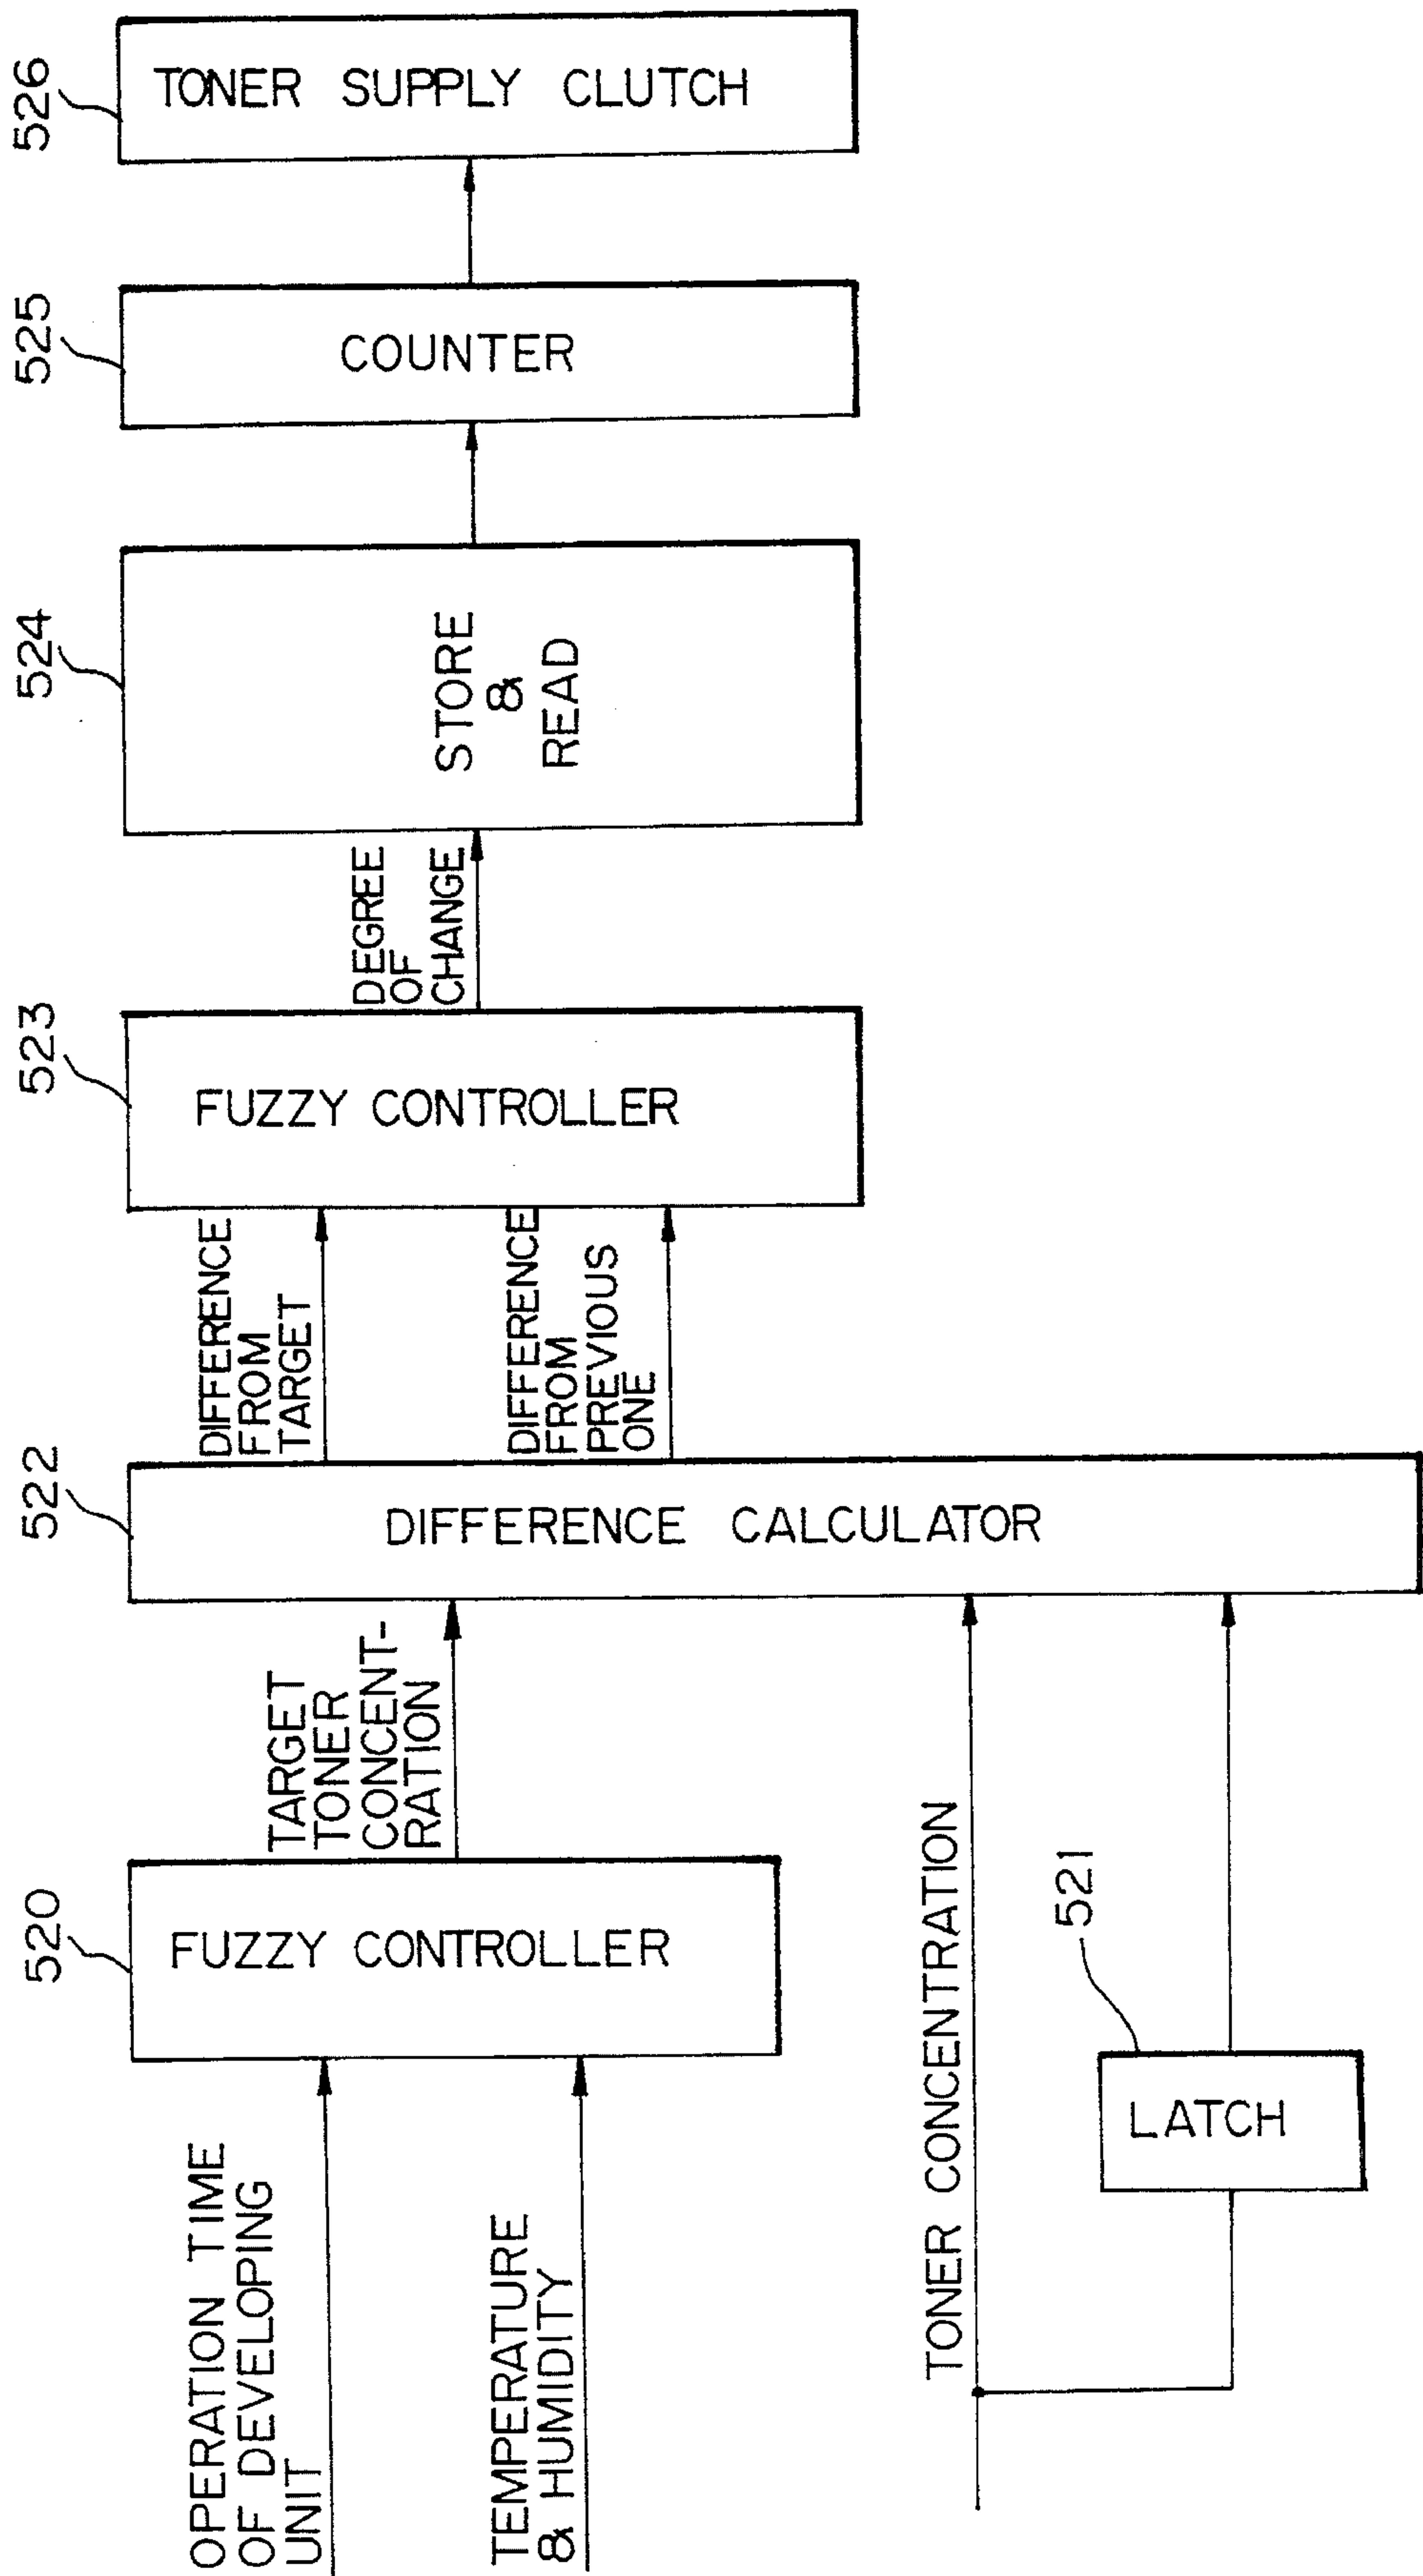 OPERATION TIME
OF DEVELOPING
UNIT
TEMPERATURE
& HUMIDITY
520
FUZZY CONTROLLER
TARGET
TONER
CONCENT-
RATION
TONER CONCENTRATION
521
LATCH
522
DIFFERENCE CALCULATOR
DIFFERENCE
FROM
TARGET
DIFFERENCE
FROM
PREVIOUS
ONE
523
FUZZY CONTROLLER
DEGREE
OF
CHANGE
524
STORE
&
READ
525
COUNTER
526
TONER SUPPLY CLUTCH